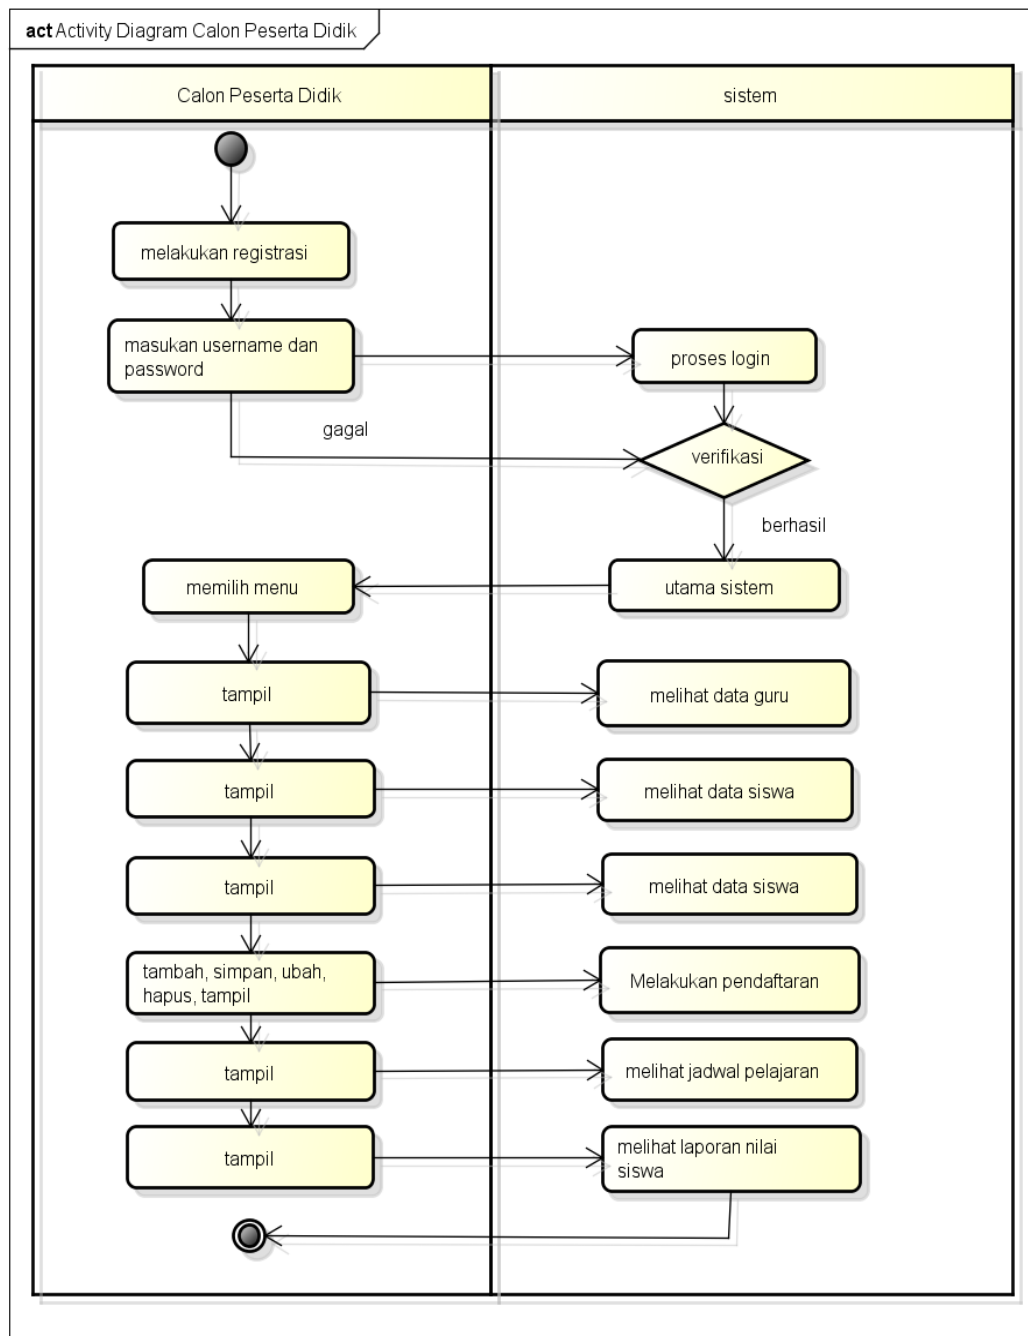 act Activity Diagram Calon Peserta Didik
Calon Peserta Didik
sistem
melakukan registrasi
masukan username dan
password
proses login
gagal
verifikasi
berhasil
memilih menu
utama sistem
tampil
melihat data guru
tampil
melihat data siswa
tampil
melihat data siswa
tambah, simpan, ubah,
hapus, tampil
Melakukan pendaftaran
tampil
melihat jadwal pelajaran
tampil
melihat laporan nilai
siswa